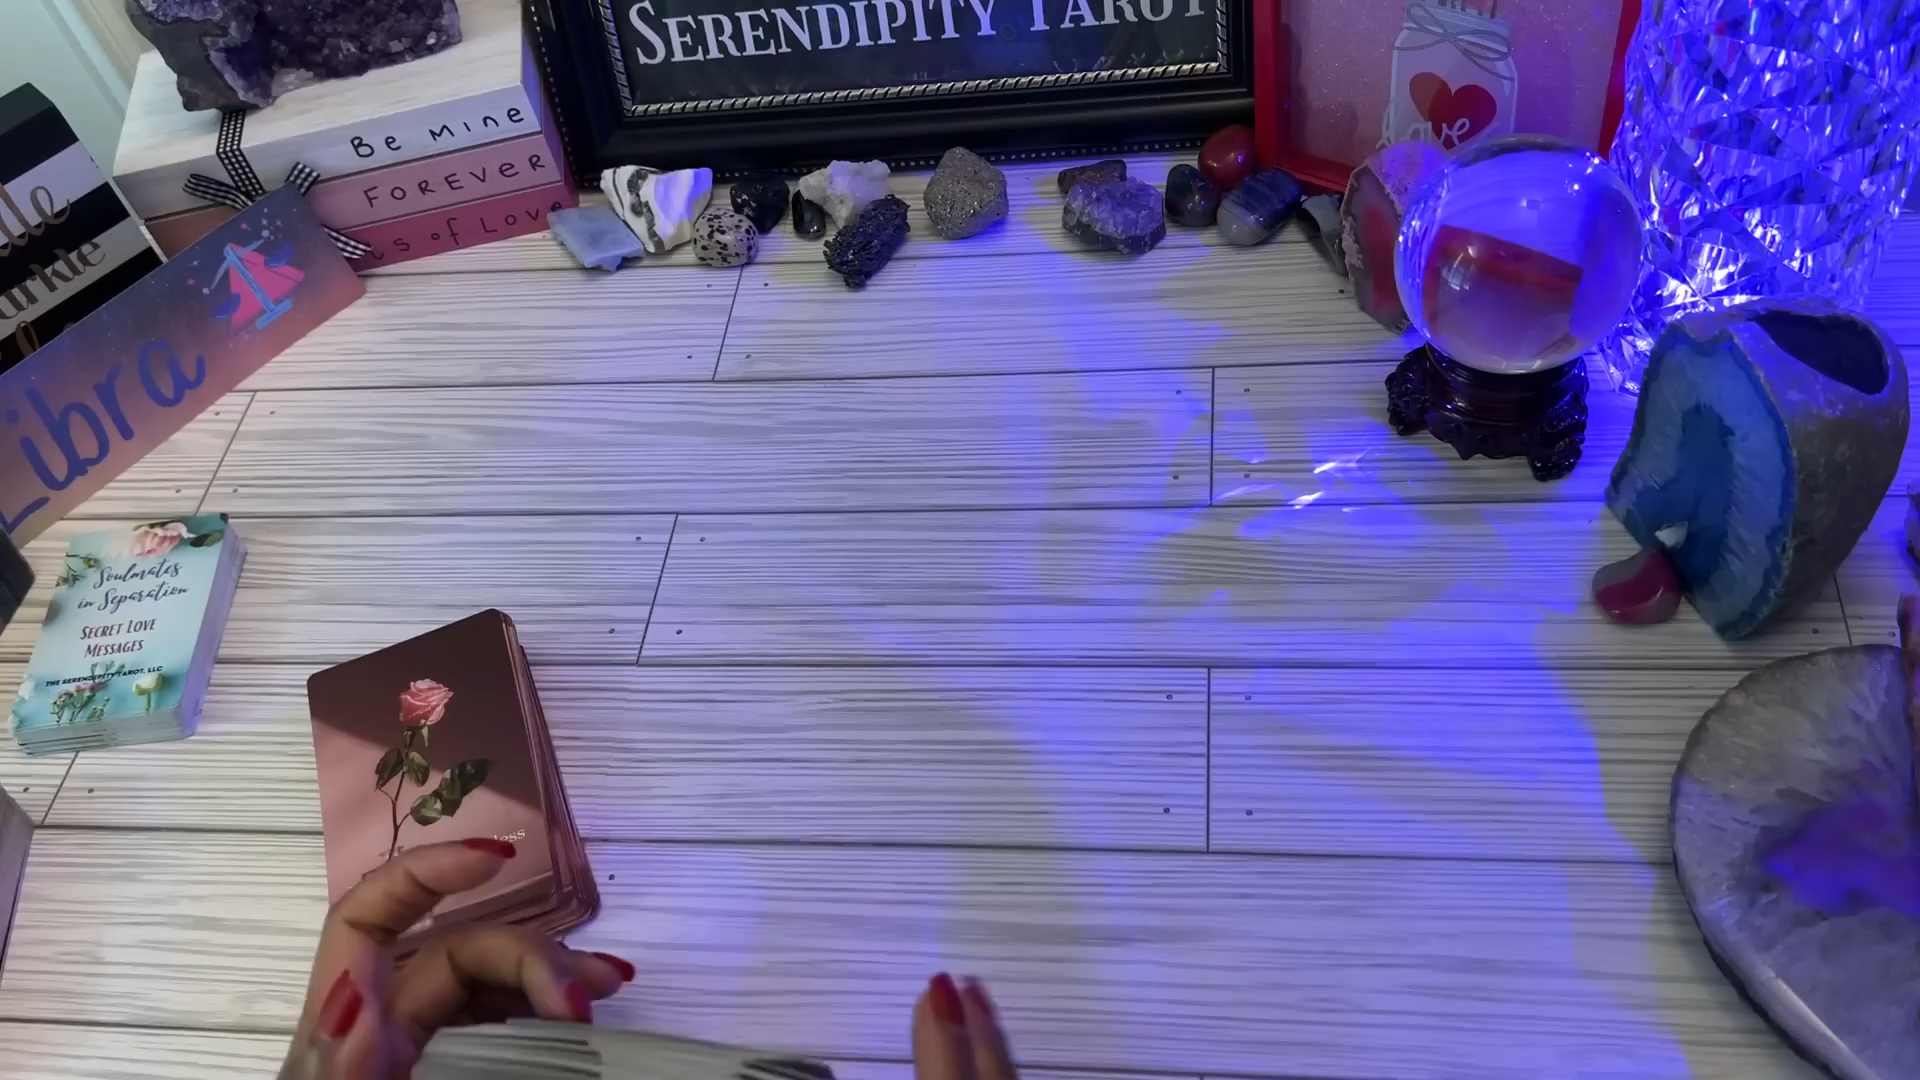 SERENDIPITY TAROT
Be Mine
FOREVER
of Love
love
Libra
Soulmates
in Separation
SECRET LOVE
MESSAGES
THE SERENDIPITY TAROT, LLC